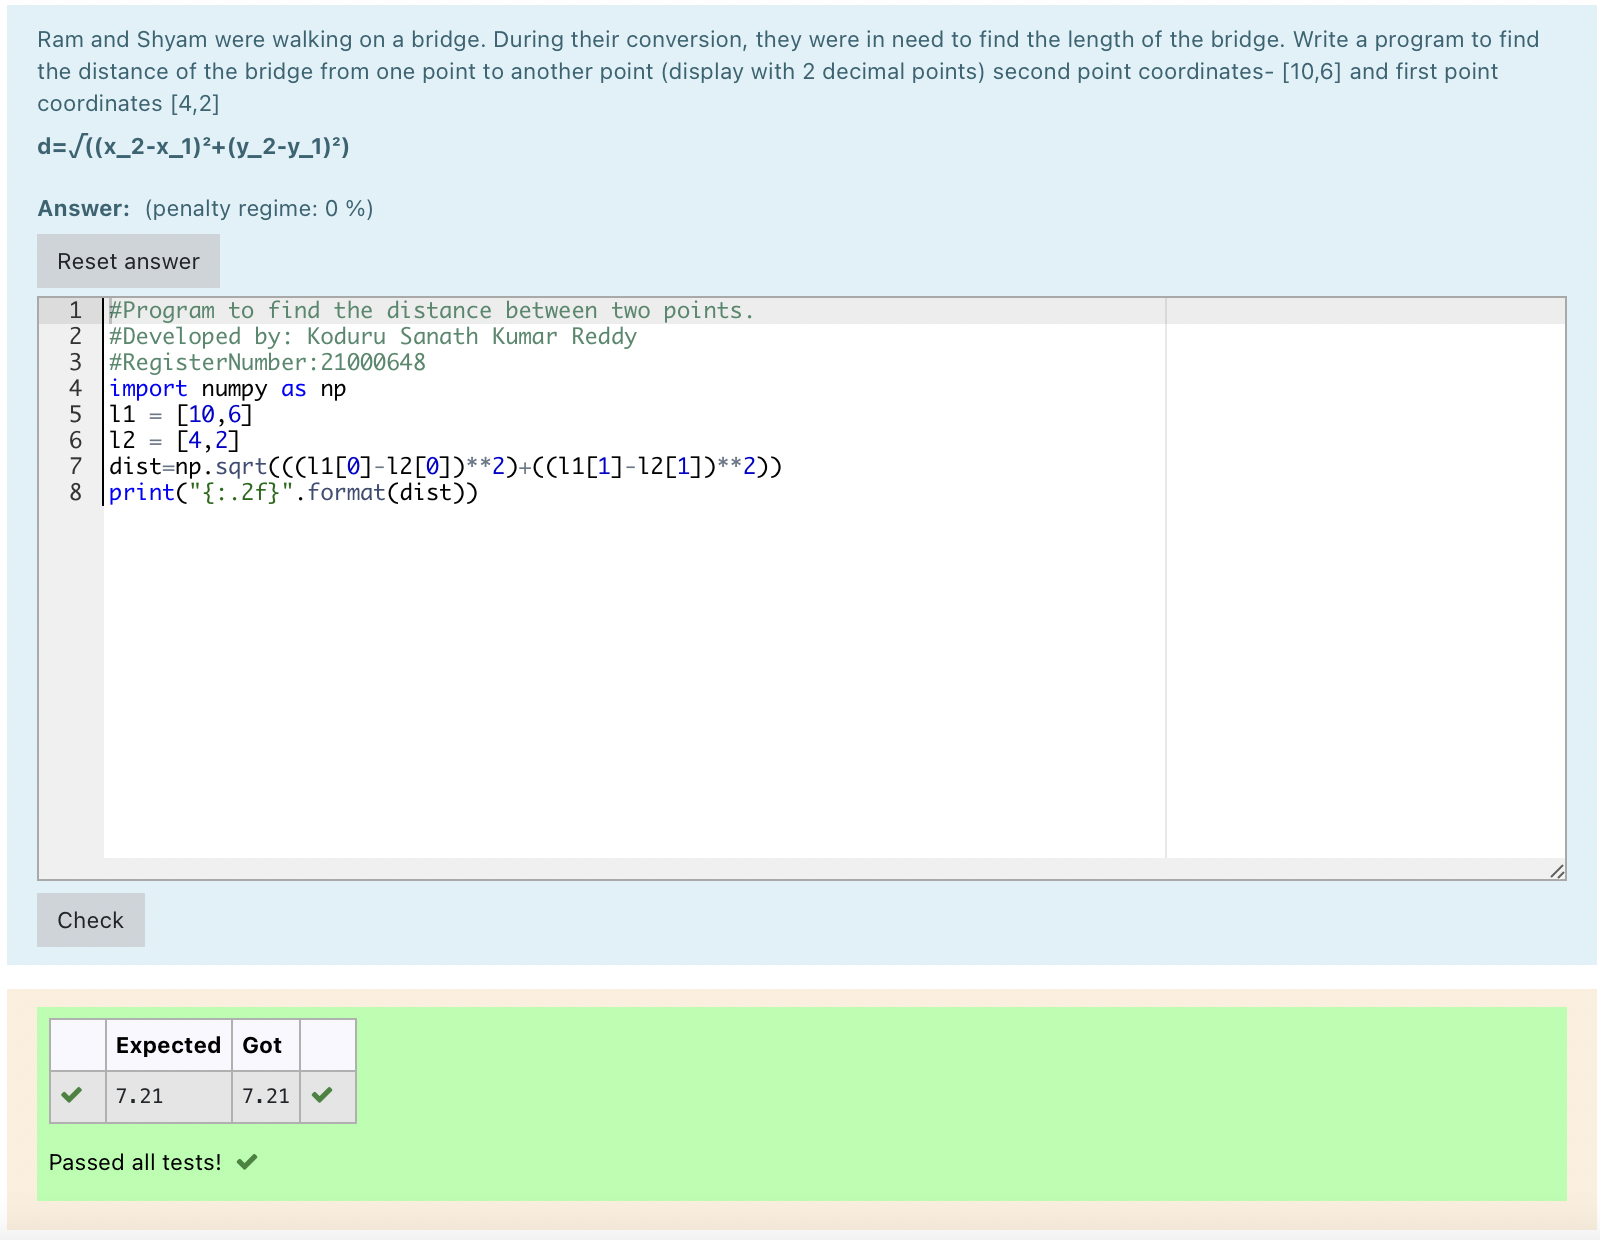 Ram and Shyam were walking on a bridge. During their conversion, they were in need to find the length of the bridge. Write a program to find
the distance of the bridge from one point to another point (display with 2 decimal points) second point coordinates- [10,6] and first point
coordinates [4,2]
d=√((x_2-x_1)²+(y_2-y_1)²)
Answer: (penalty regime: 0 %)
Reset answer
1 #Program to find the distance between two points.
2 #Developed by: Koduru Sanath Kumar Reddy
3 #RegisterNumber:21000648
4 import numpy as np
5 l1 = [10,6]
6 l2 = [4,2]
7 dist=np.sqrt(((l1[0]-l2[0])**2)+((l1[1]-l2[1])**2))
8 print("{:.2f}".format(dist))
Check
Expected Got
7.21 7.21
Passed all tests!